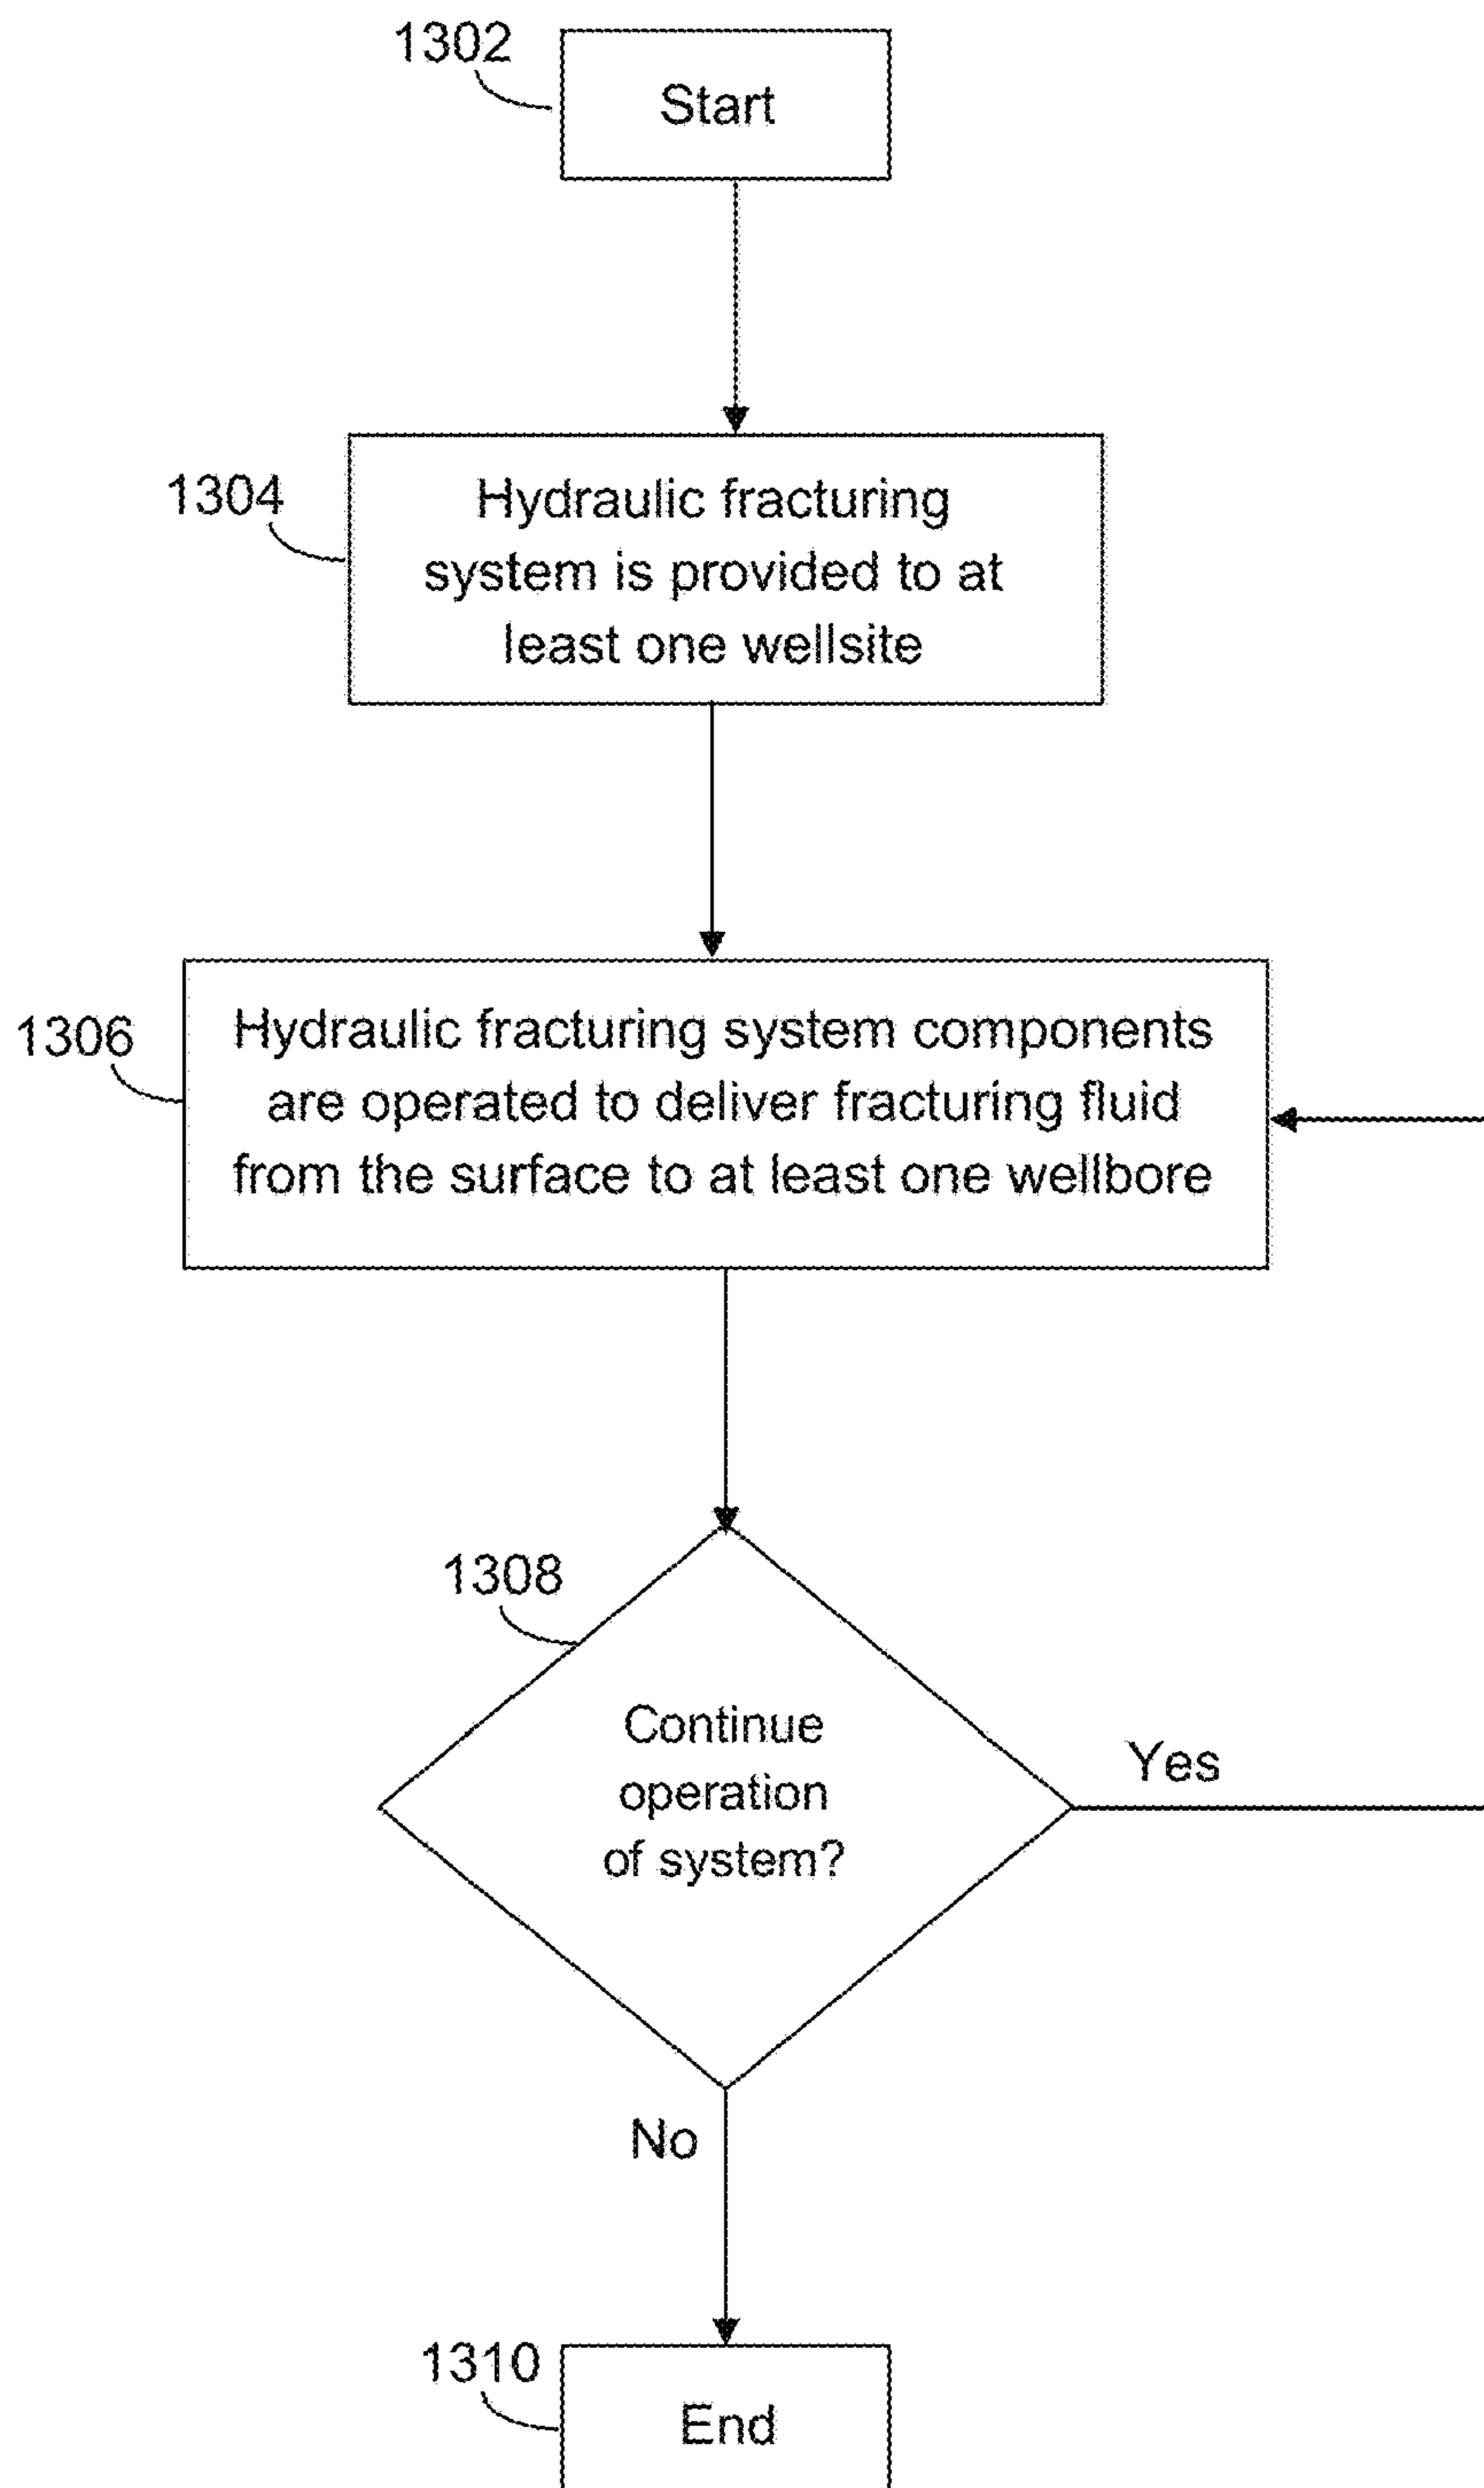 1302
Start
1304
Hydraulic fracturing
system is provided to at
least one wellsite
1306
Hydraulic fracturing system components
are operated to deliver fracturing fluid
from the surface to at least one wellbore
1308
Continue
operation
of system?
Yes
No
1310
End